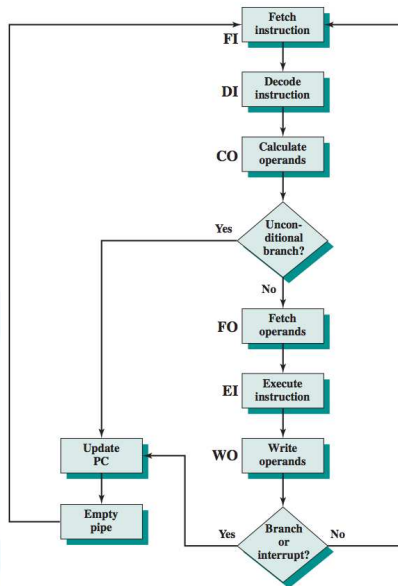 Fetch
instruction
FI
Decode
instruction
DI
Calculate
operands
CO
Uncon-
ditional
branch?
Yes
No
Fetch
operands
FO
Execute
instruction
EI
Update
PC
Write
operands
WO
Empty
pipe
Yes
Branch
or
interrupt?
No